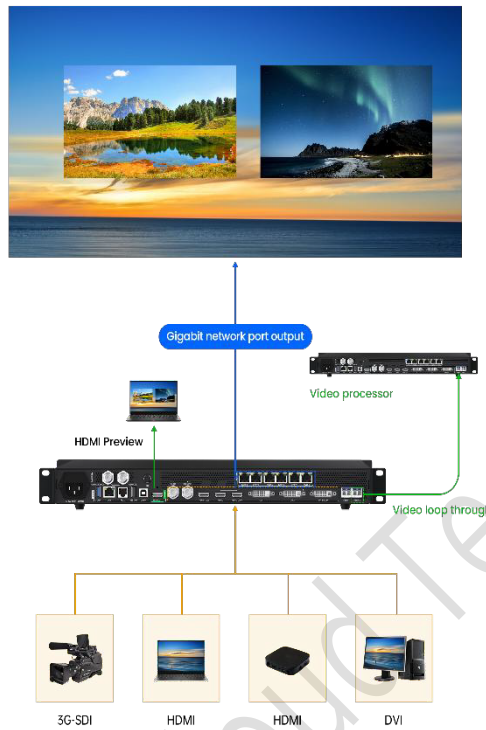 Gigabit network port output
Video processor
HDMI Preview
Video loop through
3G-SDI
HDMI
HDMI
DVI